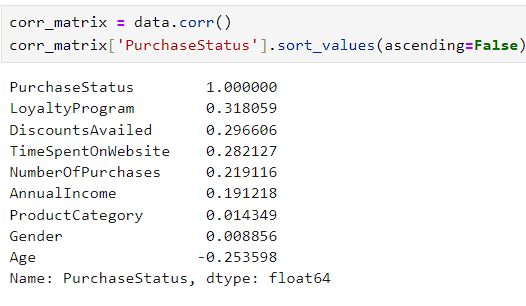 corr_matrix = data.corr()
corr_matrix['PurchaseStatus'].sort_values(ascending=False)
PurchaseStatus 1.000000
LoyaltyProgram 0.318059
DiscountsAvailed 0.296606
TimeSpentOnWebsite 0.282127
NumberOfPurchases 0.219116
AnnualIncome 0.191218
ProductCategory 0.014349
Gender 0.008856
Age -0.253598
Name: PurchaseStatus, dtype: float64